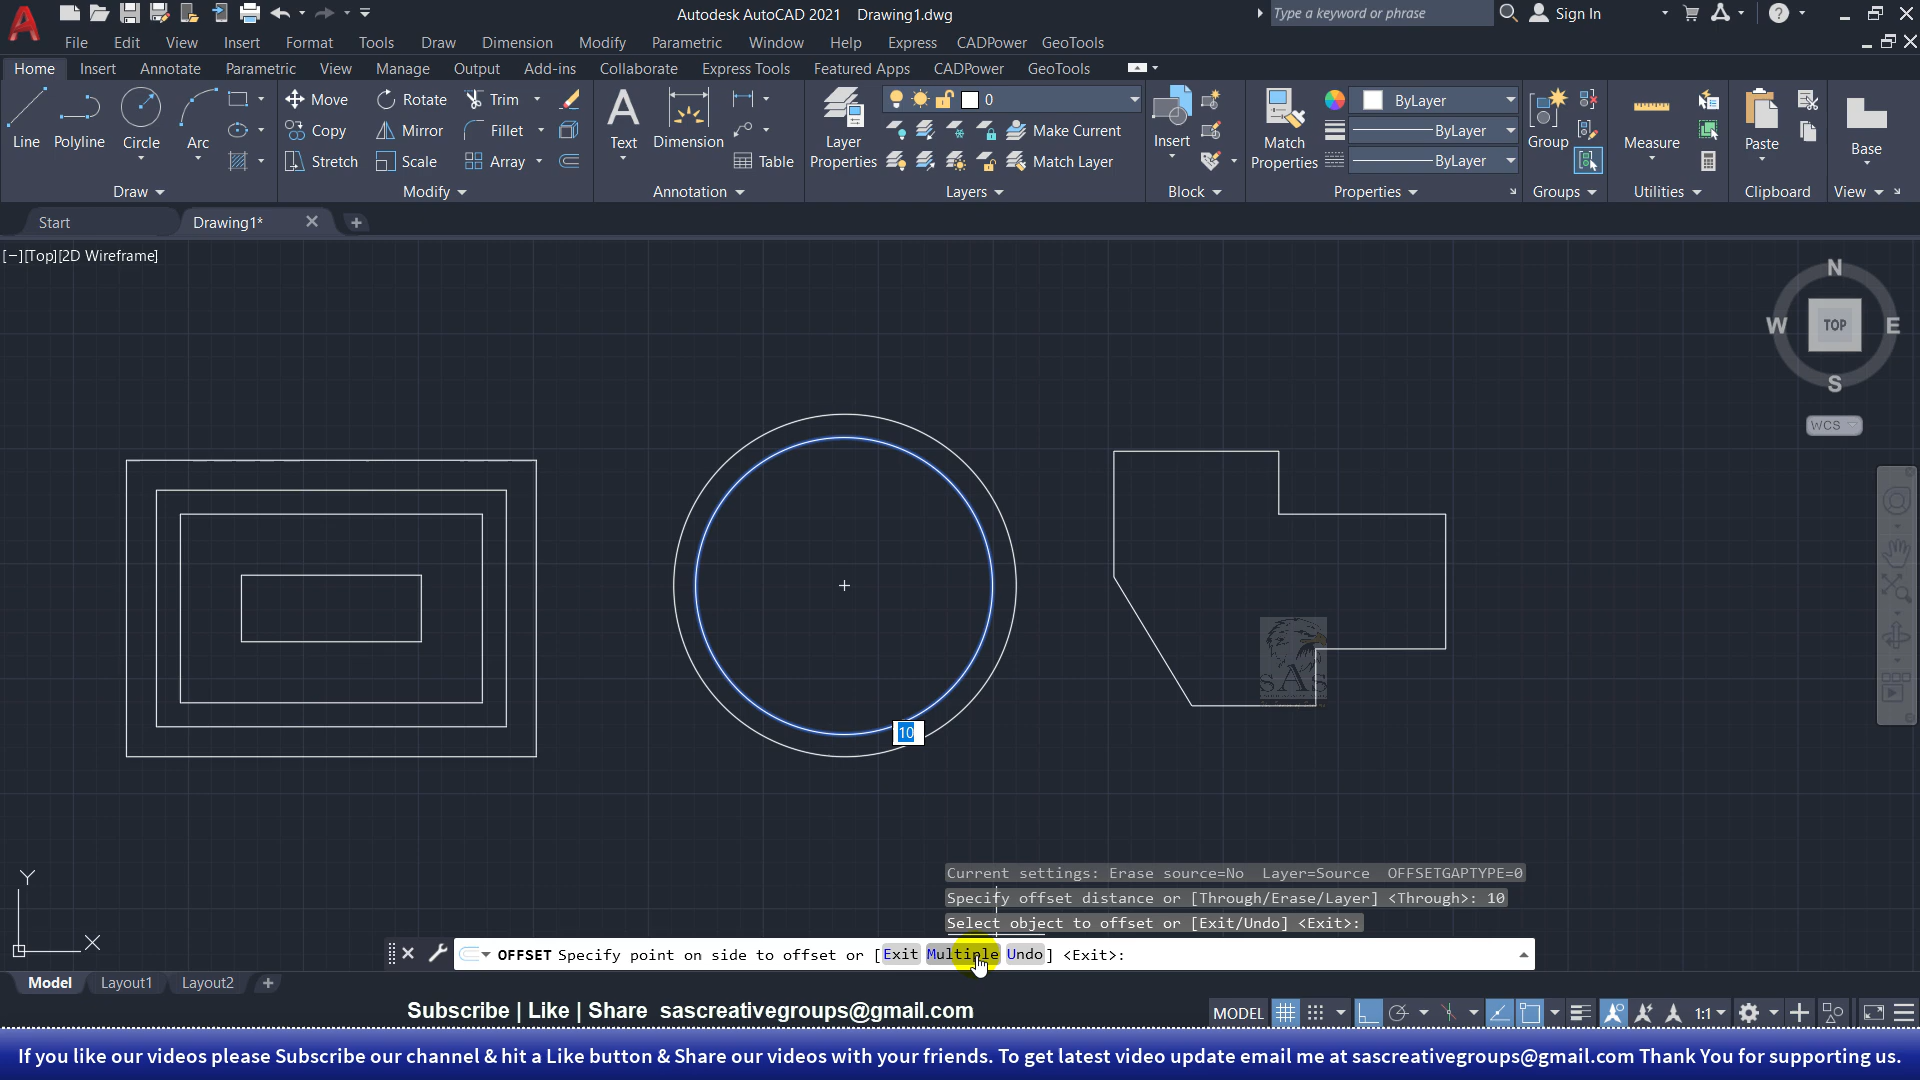 Autodesk AutoCAD 2021 Drawing1.dwg
Type a keyword or phrase
Sign In
File Edit View Insert Format Tools Draw Dimension Modify Parametric Window Help Express CADPower GeoTools
Home Insert Annotate Parametric View Manage Output Add-ins Collaborate Express Tools Featured Apps CADPower GeoTools
Line Polyline Circle Arc
Move Rotate Trim
Copy Mirror Fillet
Stretch Scale Array
Text Dimension Table
Layer Properties
0
Make Current
Match Layer
Insert
Match Properties
ByLayer
ByLayer
ByLayer
Group
Measure
Paste
Base
Draw Modify Annotation Layers Block Properties Groups Utilities Clipboard View
Start Drawing1*
[−][Top][2D Wireframe]
N
W TOP E
S
WCS
SAS
10
Y
X
Current settings: Erase source=No Layer=Source OFFSETGAPTYPE=0
Specify offset distance or [Through/Erase/Layer] <Through>: 10
Select object to offset or [Exit/Undo] <Exit>:
OFFSET Specify point on side to offset or [Exit Multiple Undo] <Exit>:
Model Layout1 Layout2
Subscribe | Like | Share sascreativegroups@gmail.com
MODEL 1:1
If you like our videos please Subscribe our channel & hit a Like button & Share our videos with your friends. To get latest video update email me at sascreativegroups@gmail.com Thank You for supporting us.